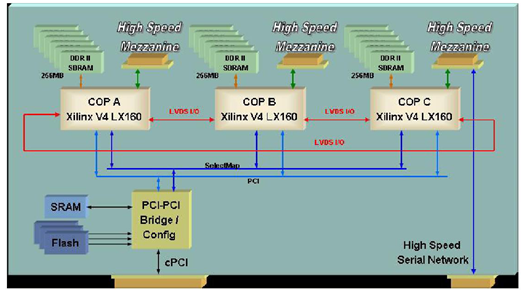 High Speed
Mezzanine
High Speed
Mezzanine
High Speed
Mezzanine
DDR II
SDRAM
256MB
DDR II
SDRAM
256MB
DDR II
SDRAM
256MB
COP A
Xilinx V4 LX160
LVDS I/O
COP B
Xilinx V4 LX160
LVDS I/O
COP C
Xilinx V4 LX160
LVDS I/O
SelectMap
PCI
SRAM
Flash
PCI-PCI
Bridge /
Config
cPCI
High Speed
Serial Network